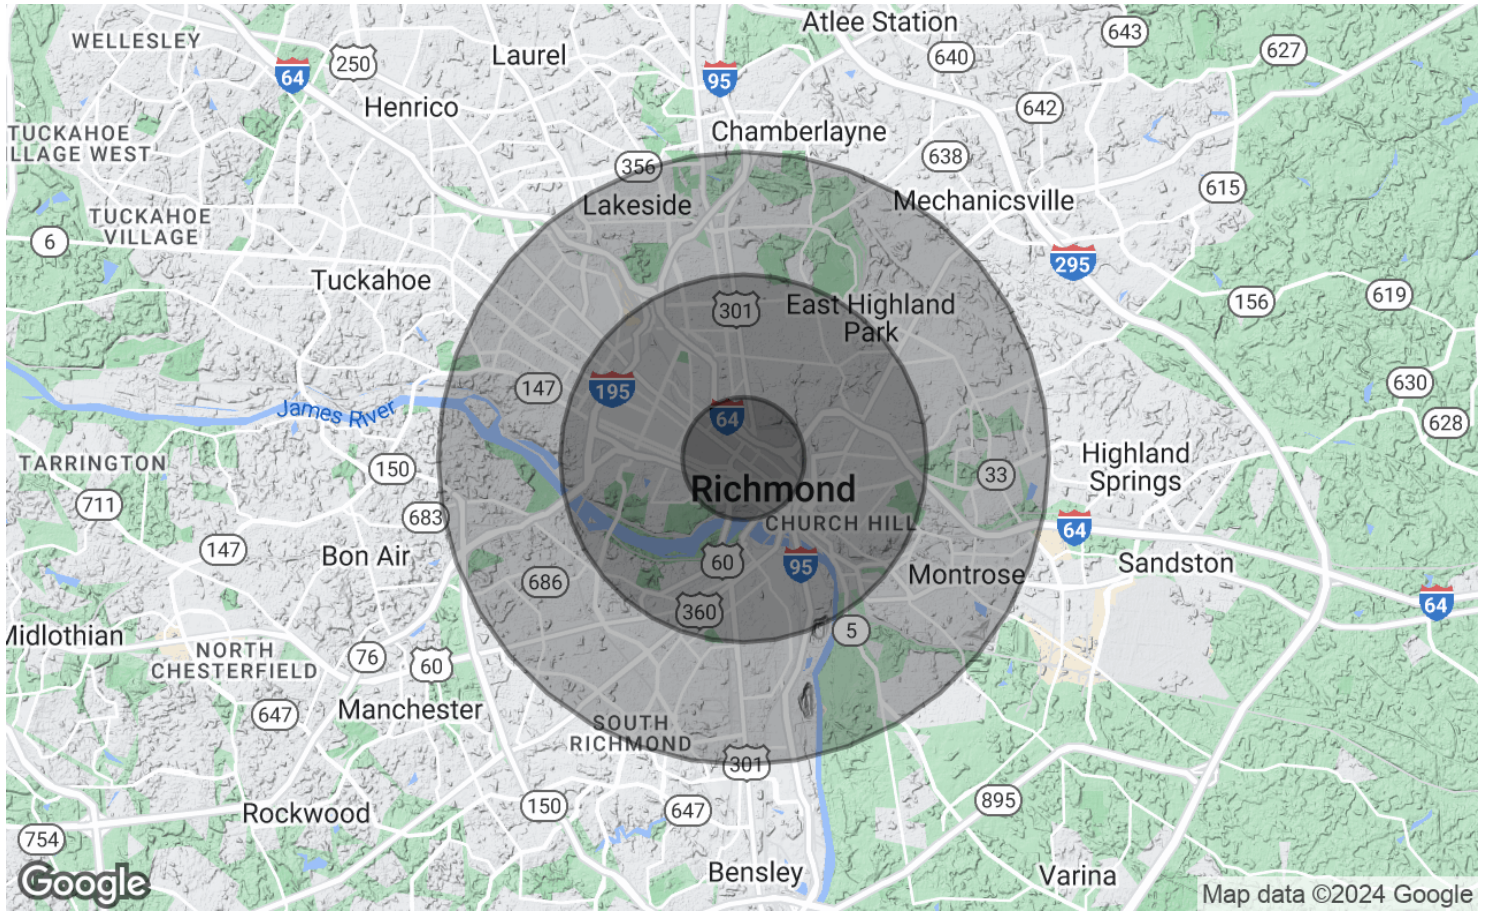 Atlee Station
643
WELLESLEY
250
Laurel
640
627
64
95
Henrico
642
Chamberlayne
TUCKAHOE
ILLAGE WEST
356
638
615
Lakeside
Mechanicsville
TUCKAHOE
VILLAGE
6
295
Tuckahoe
156
619
301
East Highland
Park
147
195
630
James River
64
628
TARRINGTON
150
Highland
Springs
33
Richmond
711
683
CHURCH HILL
64
147
Bon Air
60
95
Sandston
686
Montrose
64
360
5
Midlothian
NORTH
CHESTERFIELD
76
60
647
Manchester
SOUTH
RICHMOND
301
Rockwood
150
647
895
754
Bensley
Varina
Google
Map data ©2024 Google